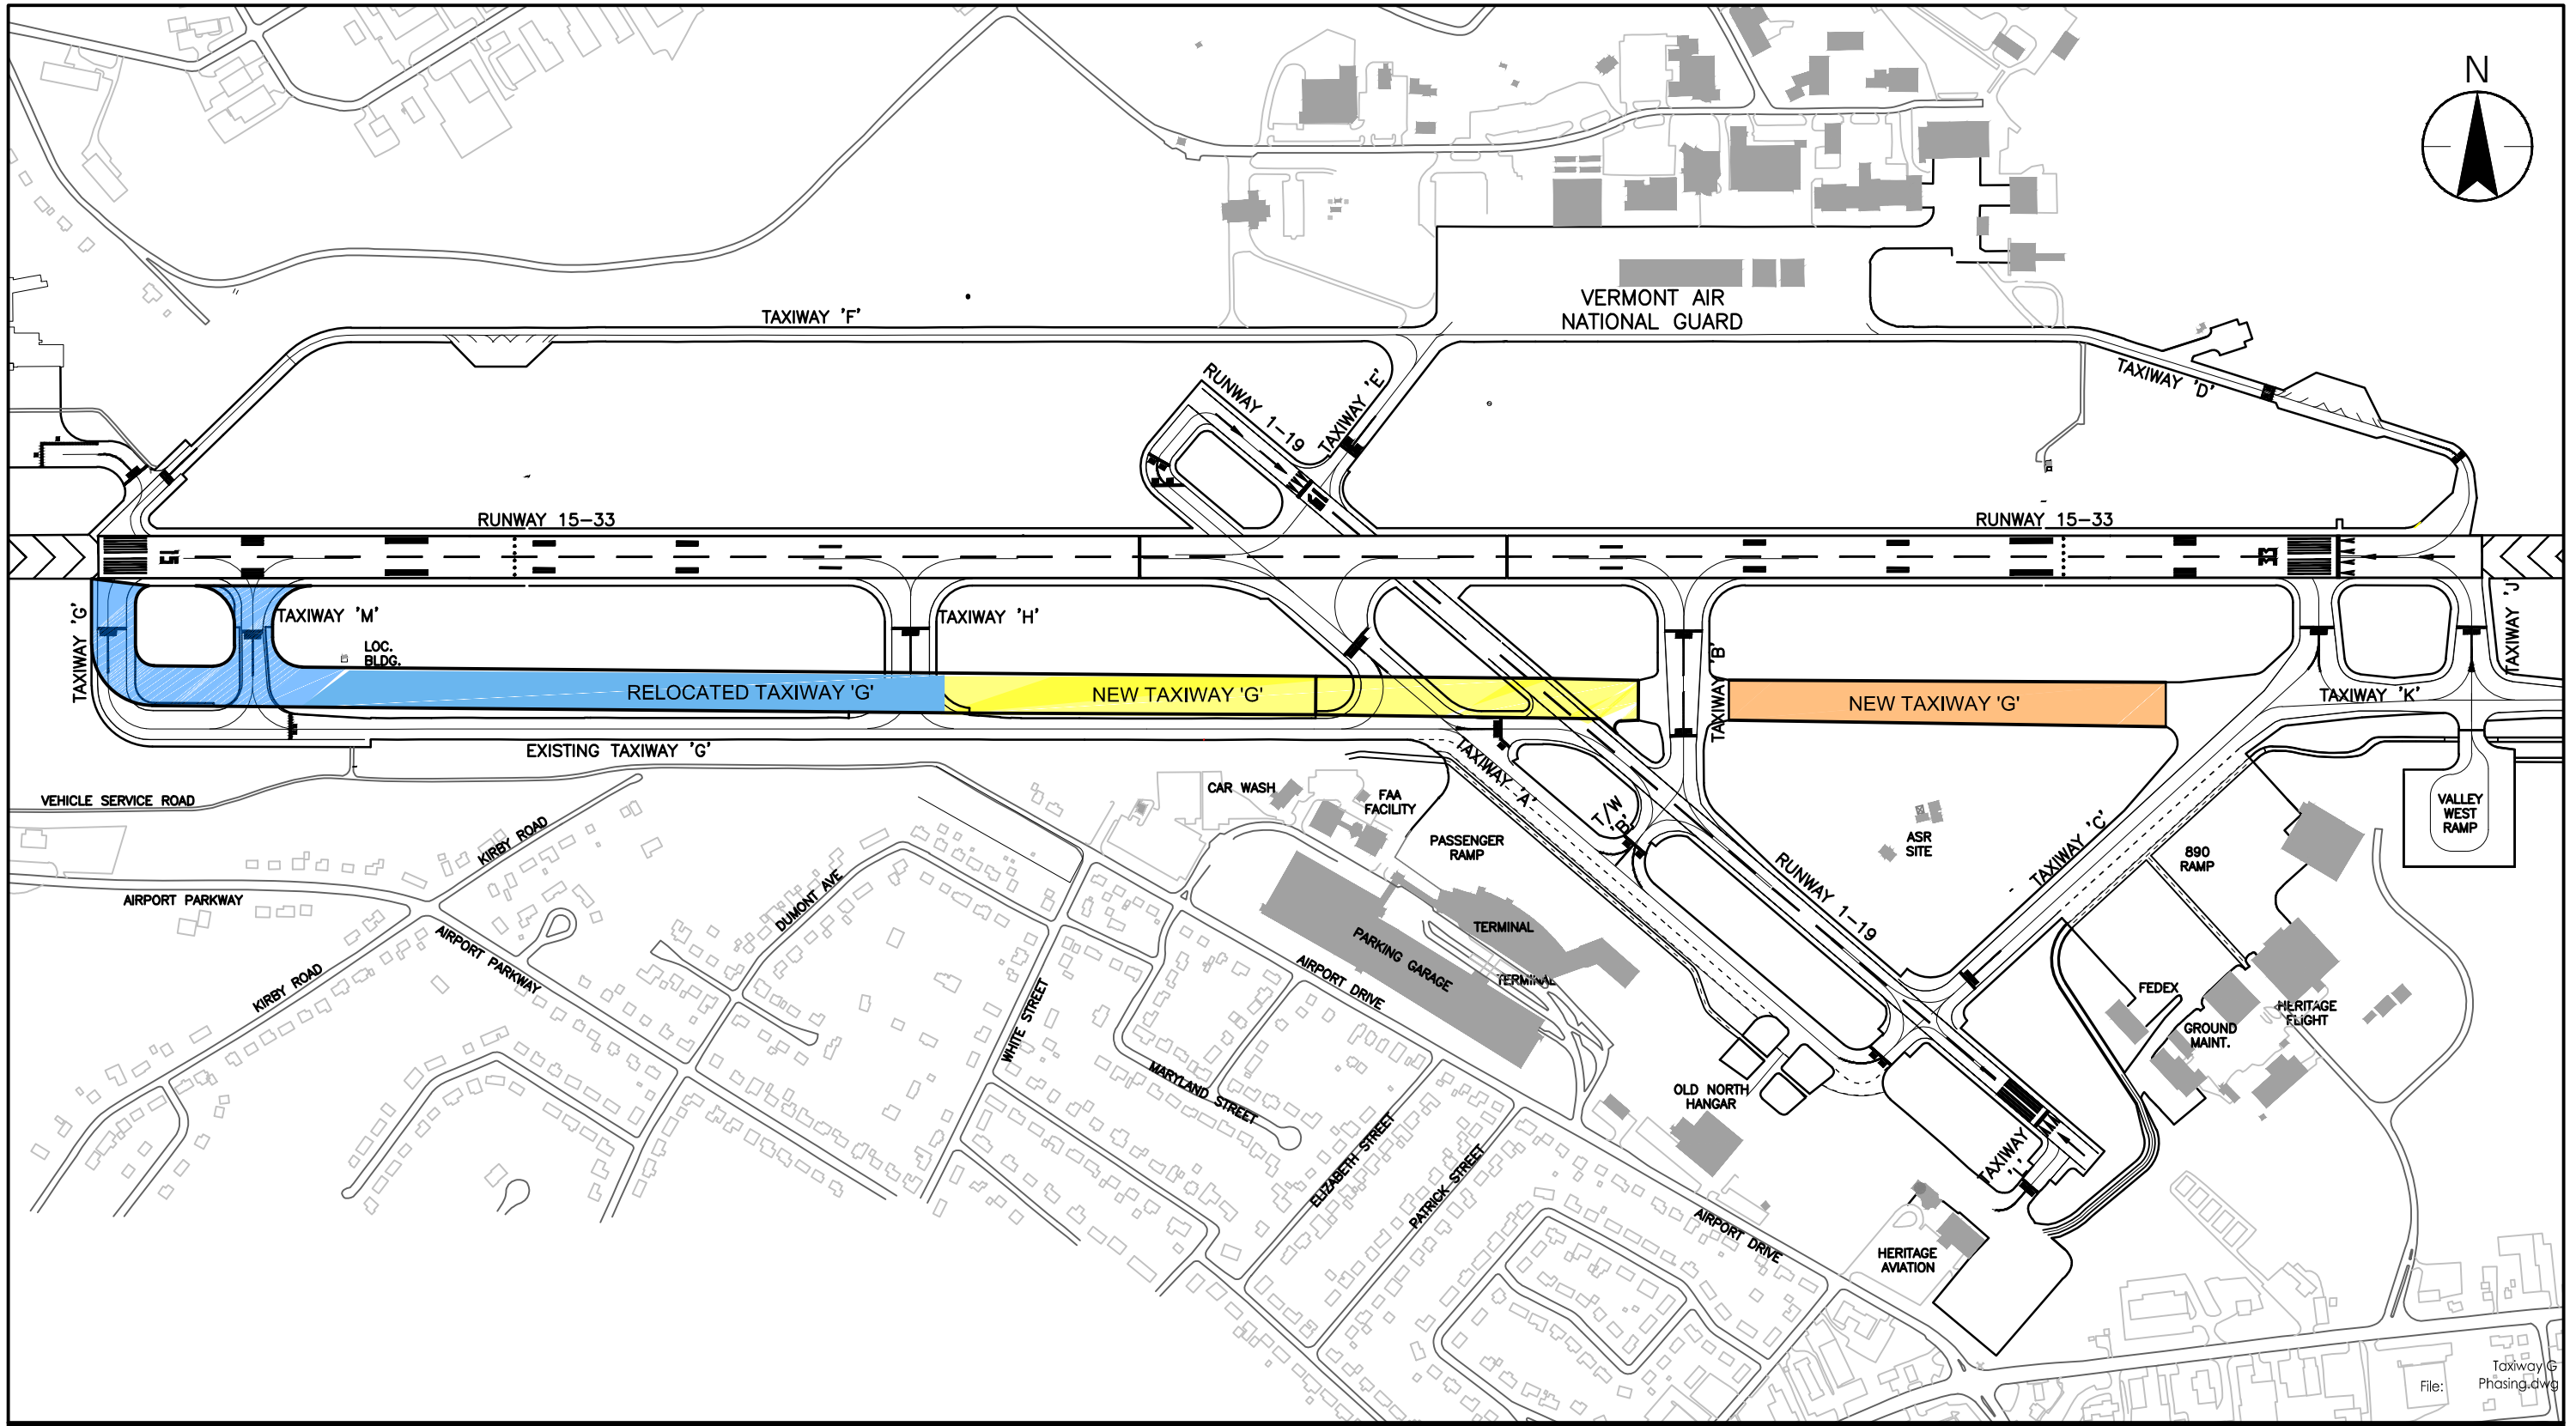 N
VERMONT AIR
NATIONAL GUARD
TAXIWAY 'F'
TAXIWAY 'D'
RUNWAY 1-19
TAXIWAY 'E'
RUNWAY 15-33
RUNWAY 15-33
15
33
TAXIWAY 'G'
TAXIWAY 'M'
LOC.
BLDG.
TAXIWAY 'H'
TAXIWAY 'B'
TAXIWAY 'B'
TAXIWAY 'J'
TAXIWAY 'K'
RELOCATED TAXIWAY 'G'
NEW TAXIWAY 'G'
NEW TAXIWAY 'G'
EXISTING TAXIWAY 'G'
TAXIWAY 'A'
T/W
'B'
VEHICLE SERVICE ROAD
CAR WASH
FAA
FACILITY
PASSENGER
RAMP
ASR
SITE
RUNWAY 1-19
TAXIWAY 'C'
890
RAMP
VALLEY
WEST
RAMP
KIRBY ROAD
AIRPORT PARKWAY
DUMONT AVE
AIRPORT PARKWAY
KIRBY ROAD
WHITE STREET
PARKING GARAGE
TERMINAL
TERMINAL
AIRPORT DRIVE
MARYLAND STREET
ELIZABETH STREET
PATRICK STREET
OLD NORTH
HANGAR
FEDEX
GROUND
MAINT.
HERITAGE
FLIGHT
TAXIWAY
AIRPORT DRIVE
HERITAGE
AVIATION
Taxiway G
File: Phasing.dwg